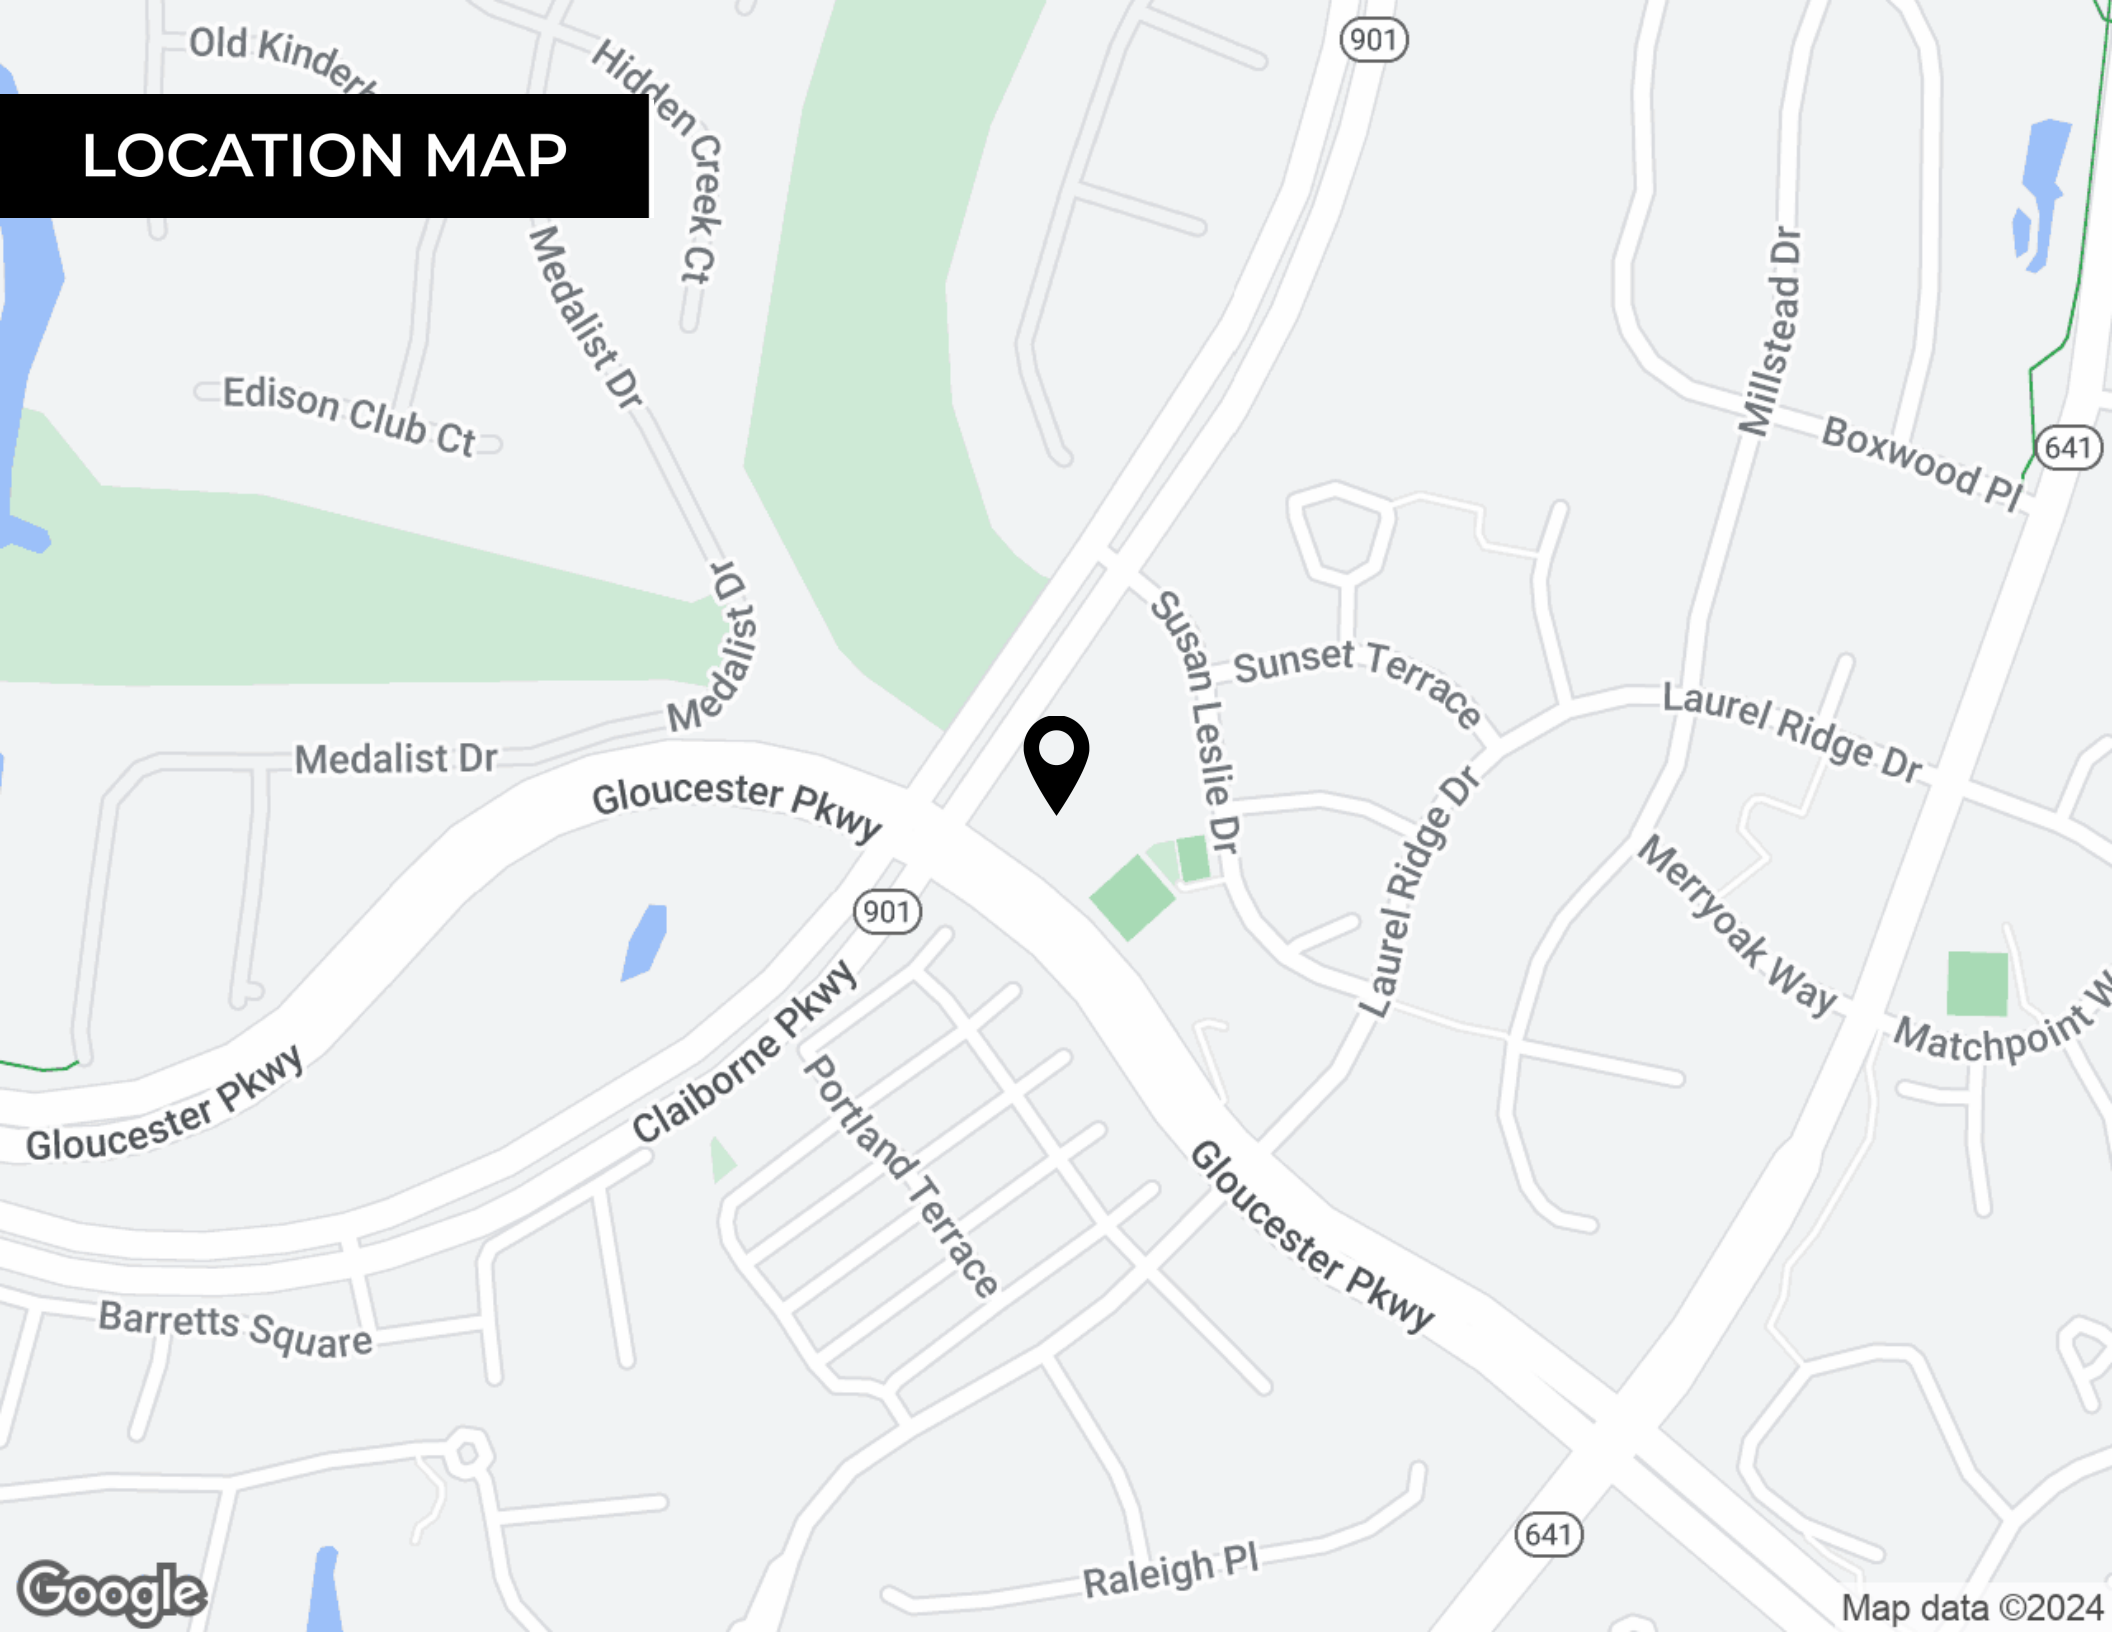 901
Old Kinderh
Hidden Creek Ct
LOCATION MAP
Medalist Dr
Millstead Dr
Edison Club Ct
Boxwood Pl
641
Medalist Dr
Susan Leslie Dr
Sunset Terrace
Laurel Ridge Dr
Medalist Dr
Gloucester Pkwy
Laurel Ridge Dr
Merryoak Way
901
Claiborne Pkwy
Matchpoint W
Gloucester Pkwy
Portland Terrace
Gloucester Pkwy
Barretts Square
641
Raleigh Pl
Google
Map data ©2024